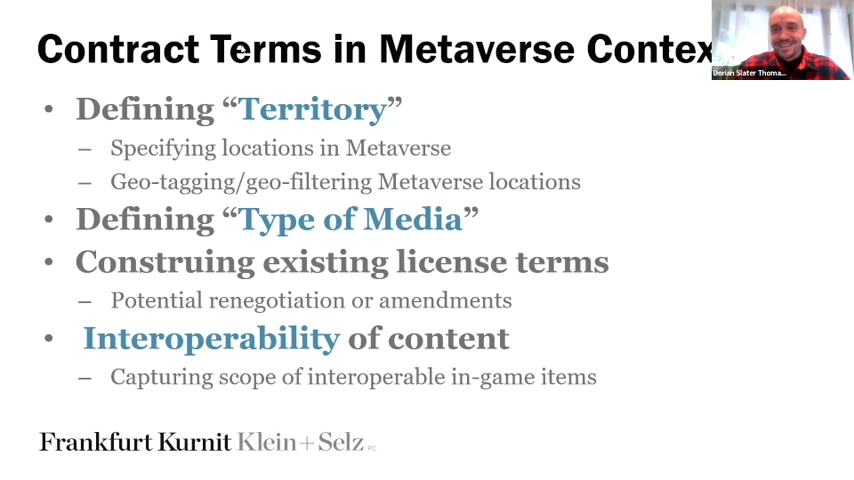 Contract Terms in Metaverse Contex
Dorian Slater Thoma...
• Defining “Territory”
– Specifying locations in Metaverse
– Geo-tagging/geo-filtering Metaverse locations
• Defining “Type of Media”
• Construing existing license terms
– Potential renegotiation or amendments
• Interoperability of content
– Capturing scope of interoperable in-game items
Frankfurt Kurnit Klein+Selz PC